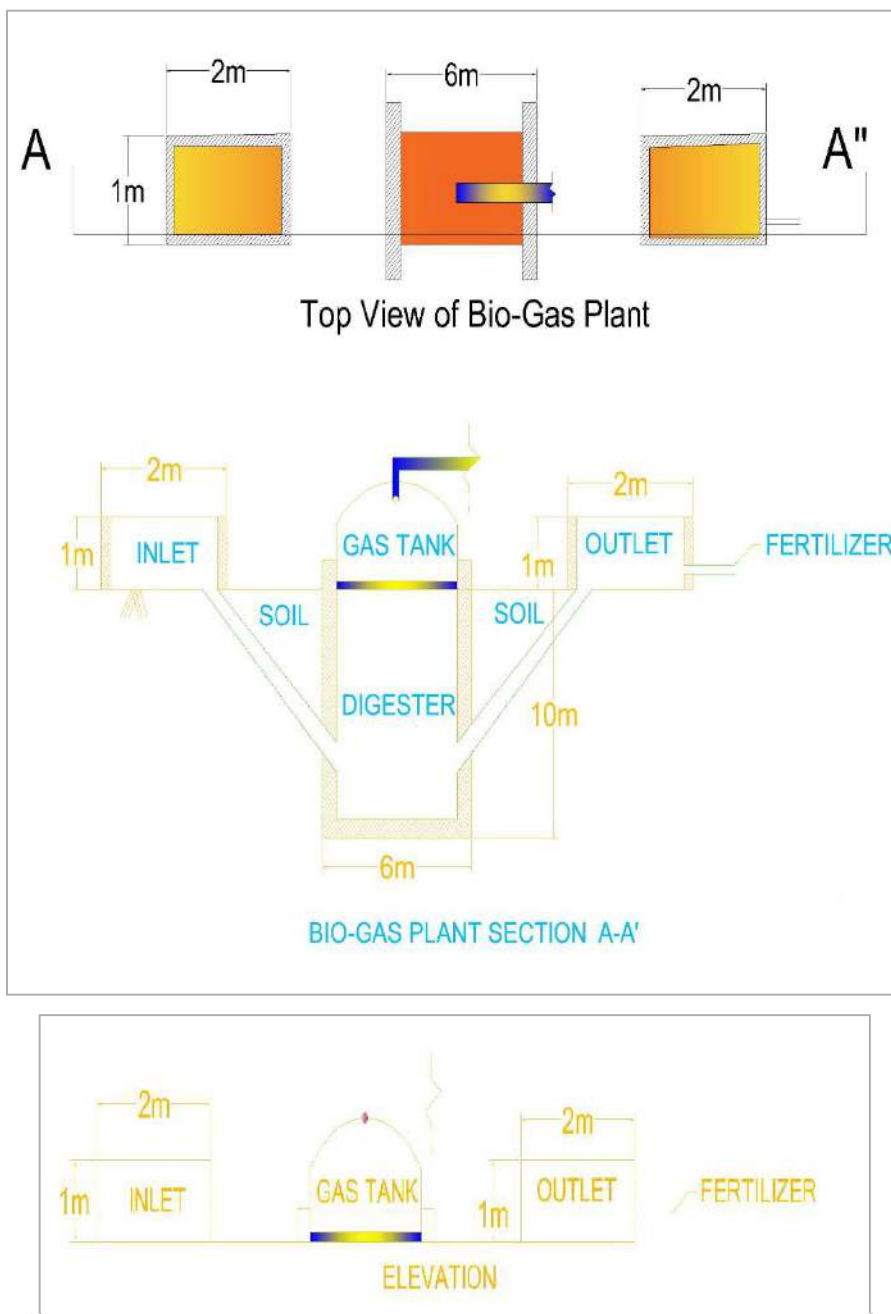 2m 6m 2m
A A"
1m
Top View of Bio-Gas Plant
2m 2m
1m INLET GAS TANK 1m OUTLET FERTILIZER
SOIL SOIL
DIGESTER 10m
6m
BIO-GAS PLANT SECTION A-A'
2m 2m
1m INLET GAS TANK 1m OUTLET FERTILIZER
ELEVATION